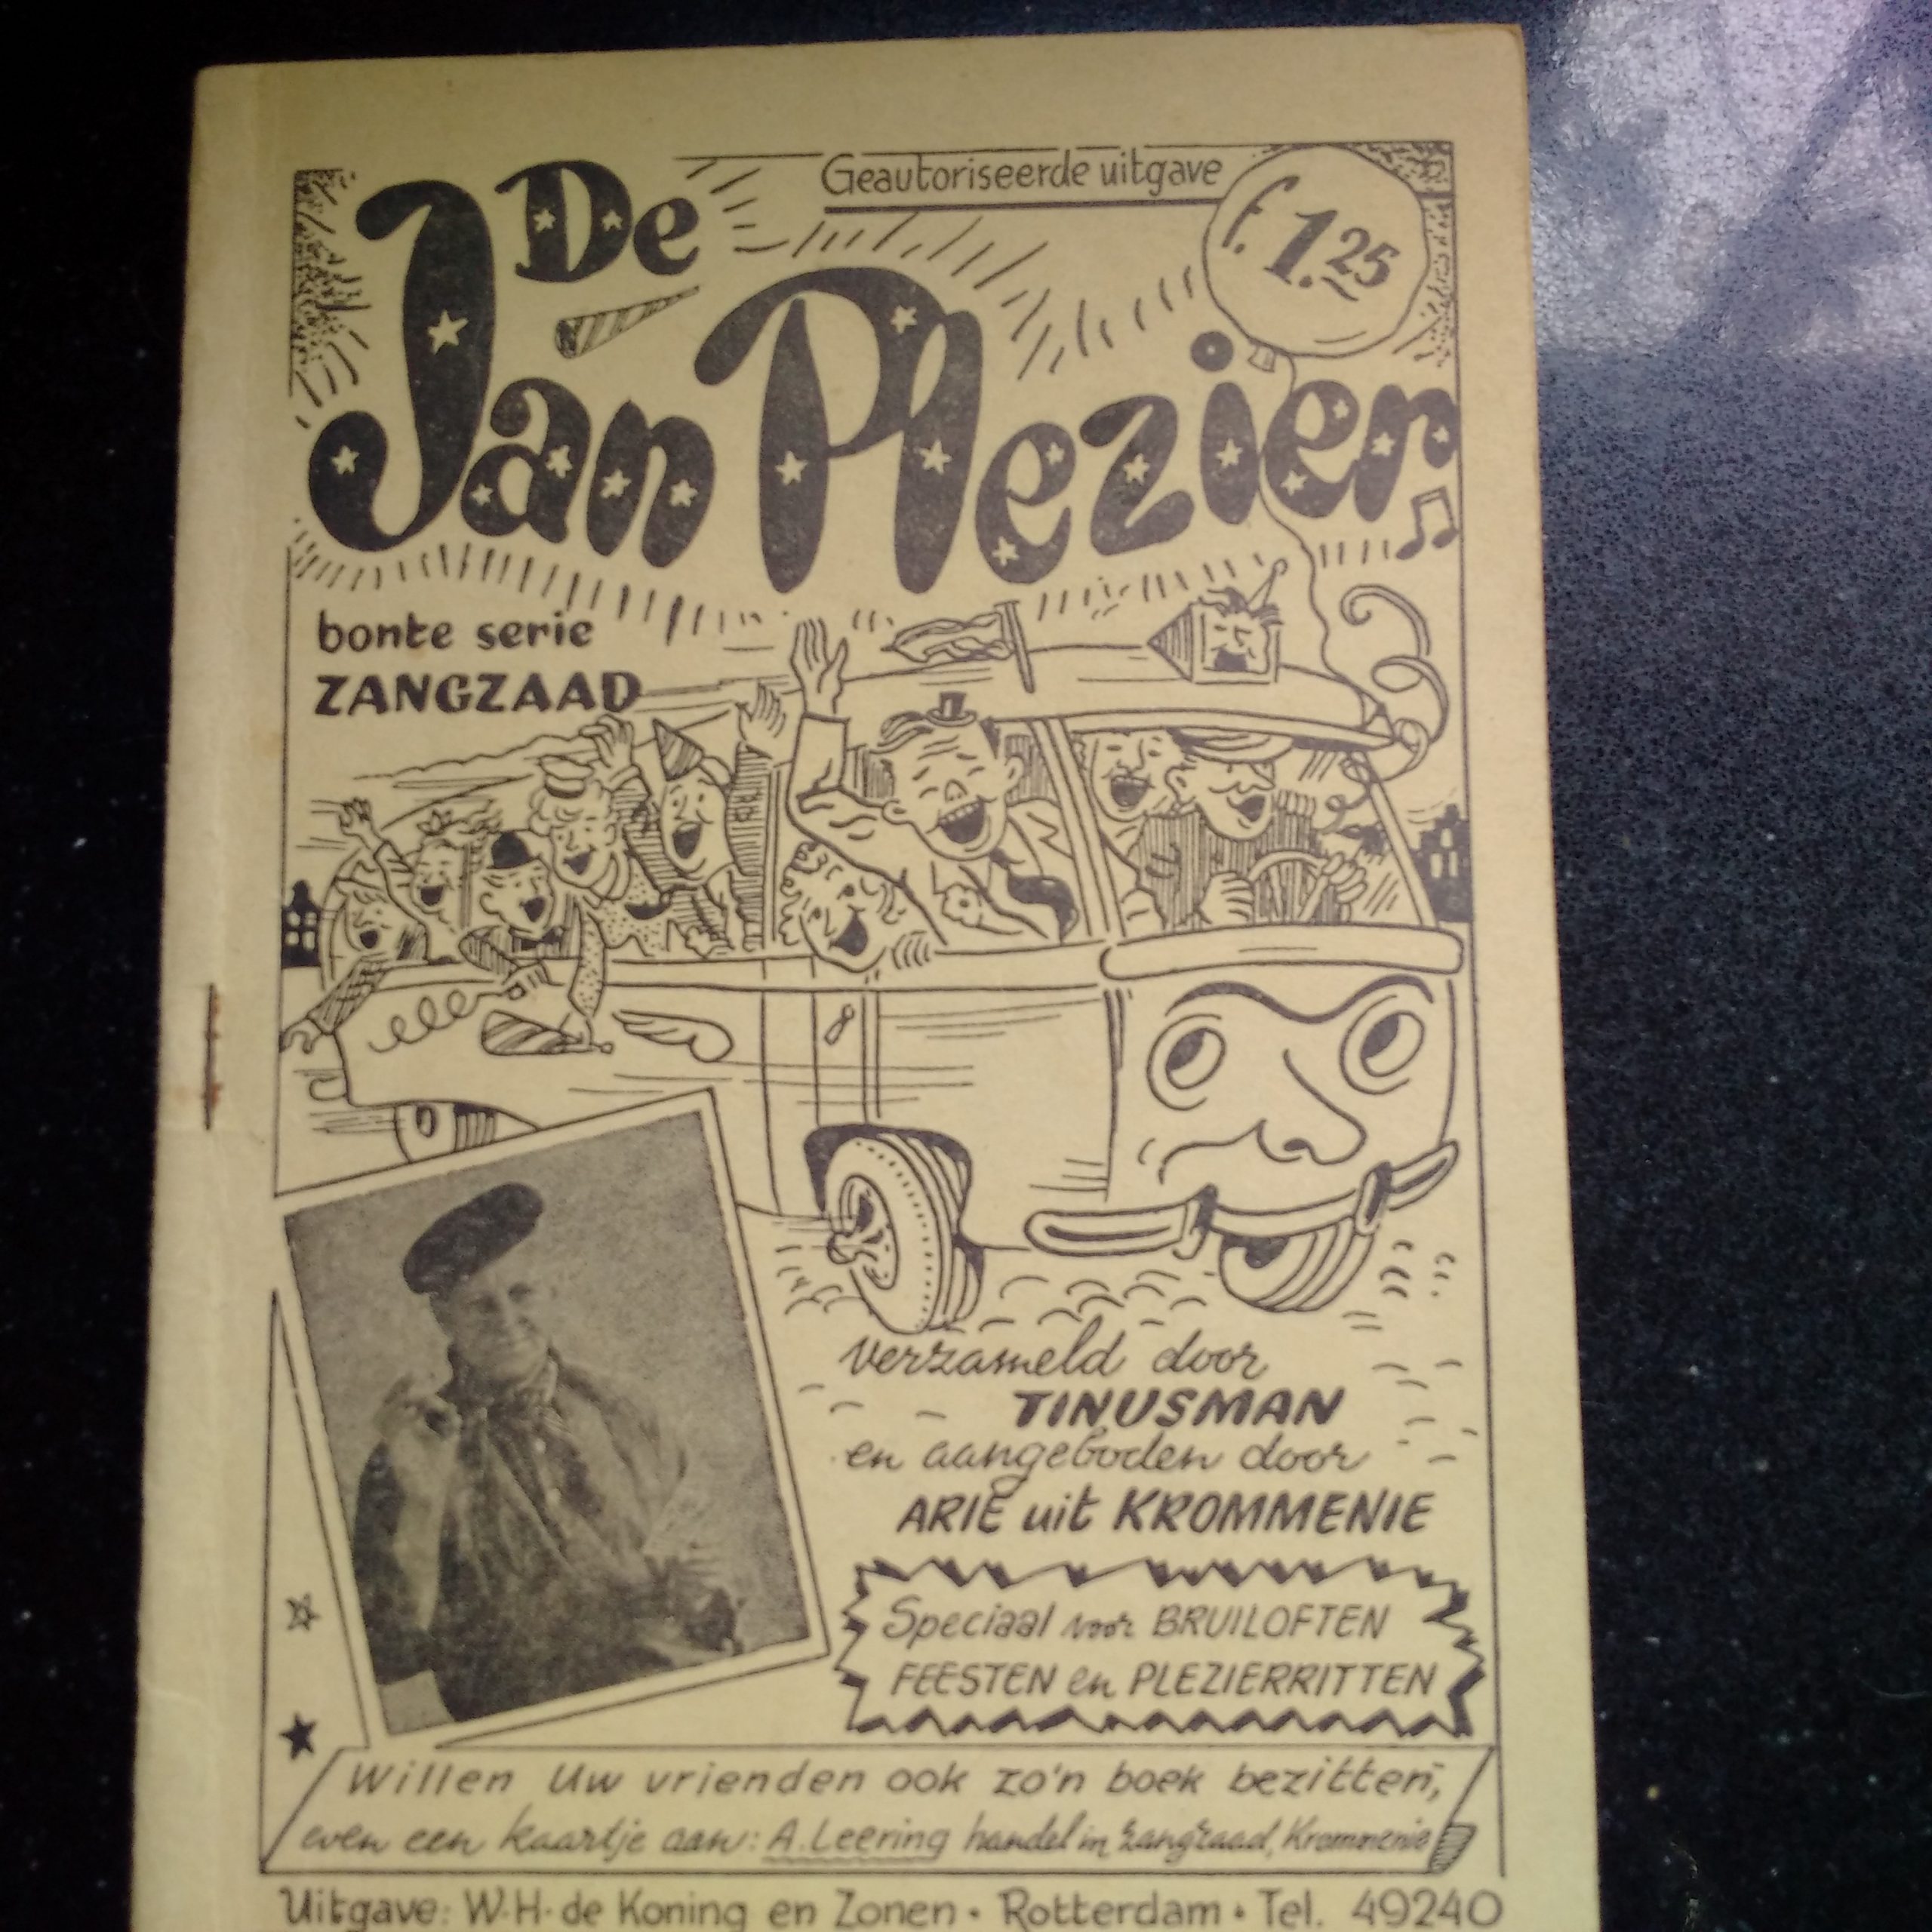 Geautoriseerde uitgave
f. 1.25
De
Jan Plezier
bonte serie
ZANGZAAD
verzameld door
TINUSMAN
en aangeboden door
ARIE uit KROMMENIE
Speciaal voor BRUILOFTEN
FEESTEN en PLEZIERRITTEN
Willen Uw vrienden ook zo'n boek bezitten,
even een kaartje aan: A. Leering handel in zangzaad, Krommenie
Uitgave: W.H. de Koning en Zonen • Rotterdam • Tel. 49240